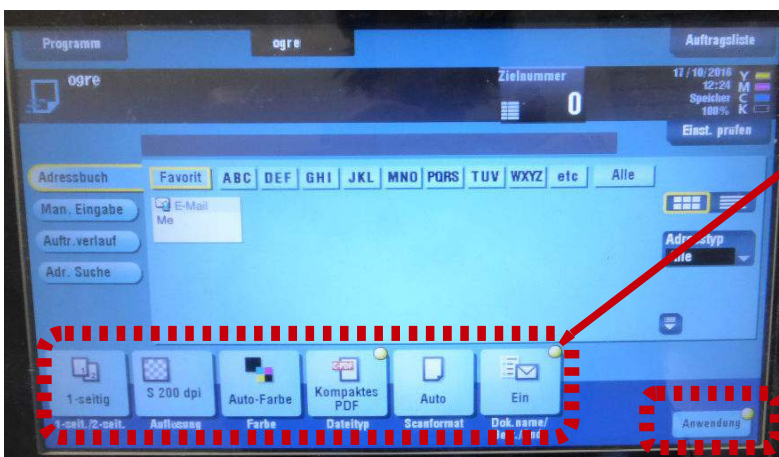 Programm
ogre
Auftragsliste
ogre
Zielnummer
0
17/10/2016
12:24
Speicher
100%
Y
M
C
K
Einst. prüfen
Adressbuch
Favorit ABC DEF GHI JKL MNO PQRS TUV WXYZ etc Alle
Man. Eingabe
E-Mail
Me
Auftr.verlauf
Adresstyp
Alle
Adr. Suche
1-seitig
S 200 dpi
Auto-Farbe
Kompaktes
PDF
Auto
Ein
1-seit./2-seit.
Auflösung
Farbe
Dateityp
Scanformat
Dok.name/
Anwendung